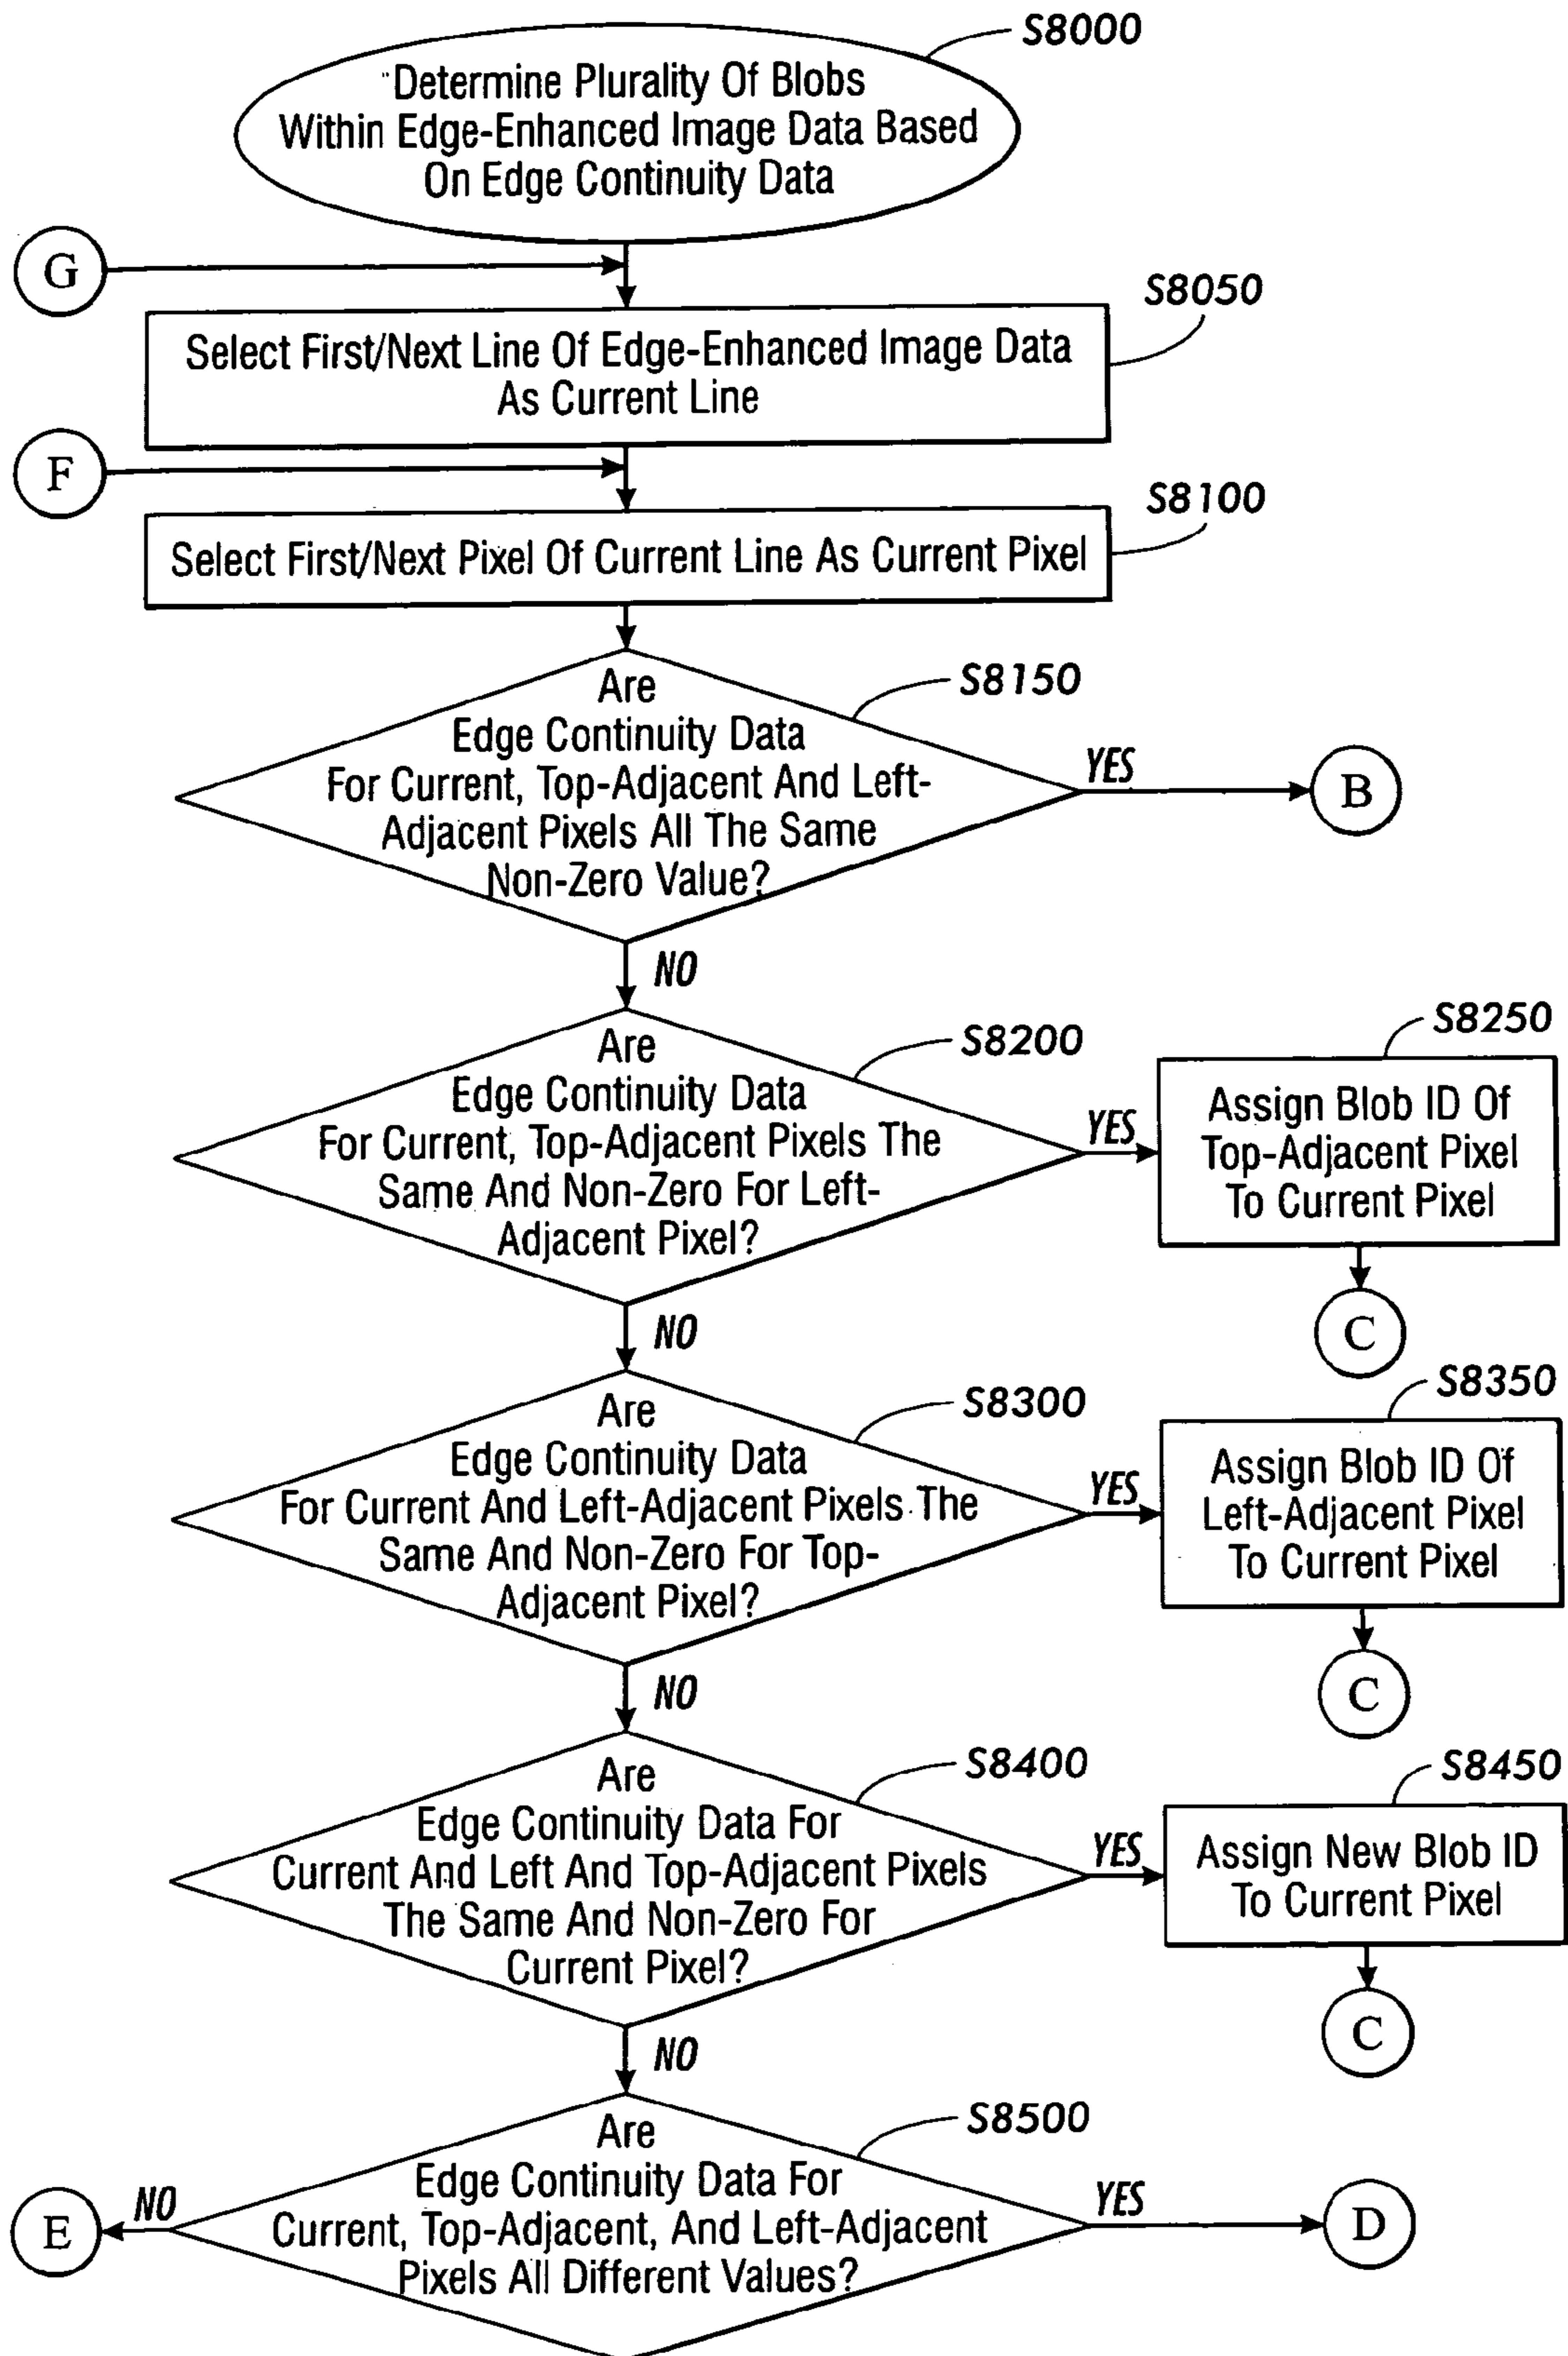 S8000
Determine Plurality Of Blobs
Within Edge-Enhanced Image Data Based
On Edge Continuity Data
G
S8050
Select First/Next Line Of Edge-Enhanced Image Data
As Current Line
F
S8100
Select First/Next Pixel Of Current Line As Current Pixel
S8150
Are
Edge Continuity Data
For Current, Top-Adjacent And Left-
Adjacent Pixels All The Same
Non-Zero Value?
YES
B
NO
S8200
Are
Edge Continuity Data
For Current, Top-Adjacent Pixels The
Same And Non-Zero For Left-
Adjacent Pixel?
YES
S8250
Assign Blob ID Of
Top-Adjacent Pixel
To Current Pixel
C
NO
S8300
Are
Edge Continuity Data
For Current And Left-Adjacent Pixels The
Same And Non-Zero For Top-
Adjacent Pixel?
YES
S8350
Assign Blob ID Of
Left-Adjacent Pixel
To Current Pixel
C
NO
S8400
Are
Edge Continuity Data For
Current And Left And Top-Adjacent Pixels
The Same And Non-Zero For
Current Pixel?
YES
S8450
Assign New Blob ID
To Current Pixel
C
NO
S8500
Are
Edge Continuity Data For
Current, Top-Adjacent, And Left-Adjacent
Pixels All Different Values?
NO
E
YES
D